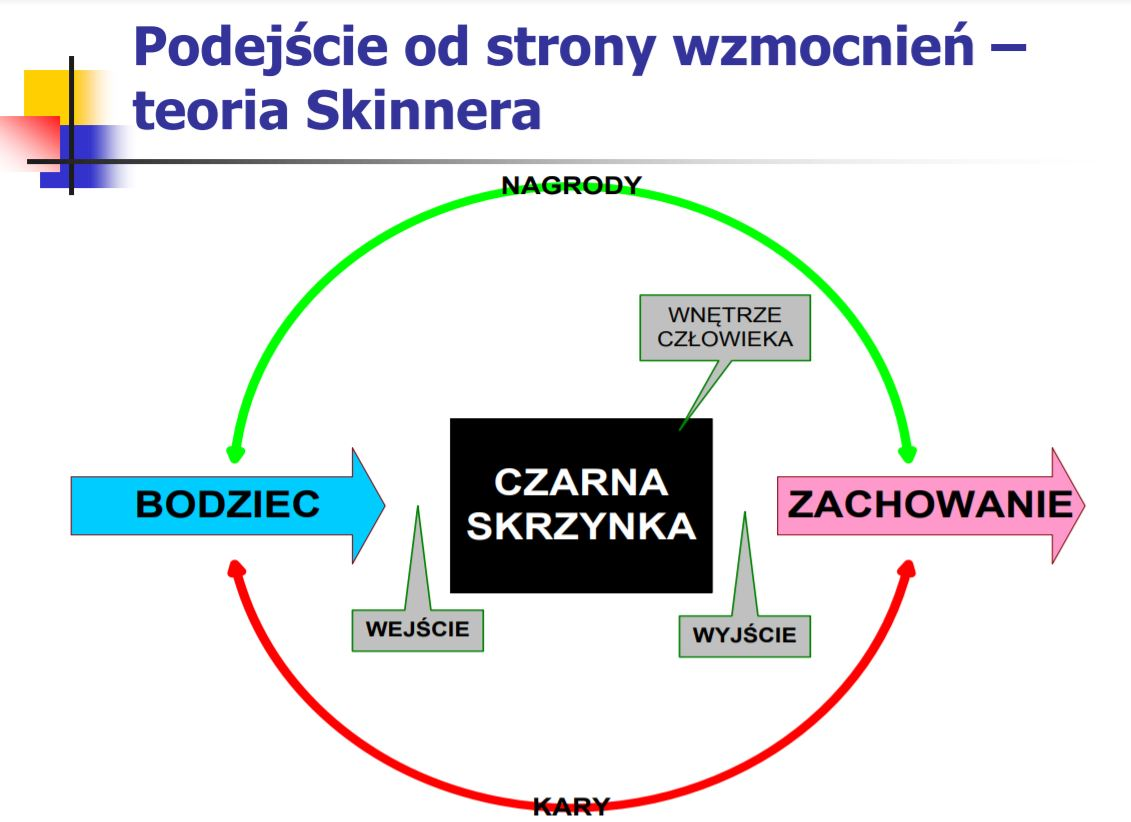 Podejście od strony wzmocnień –
teoria Skinnera
NAGRODY
WNĘTRZE
CZŁOWIEKA
CZARNA
SKRZYNKA
BODZIEC
ZACHOWANIE
WEJŚCIE
WYJŚCIE
KARY